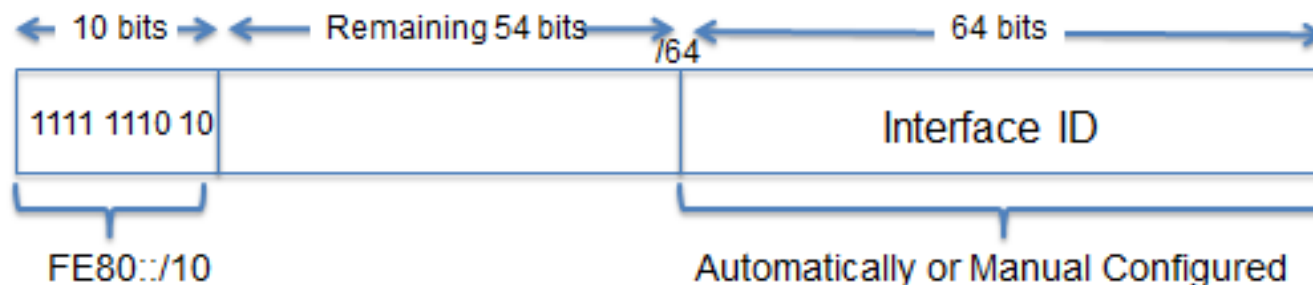 10 bits
Remaining 54 bits
64 bits
/64
1111 1110 10
Interface ID
FE80::/10
Automatically or Manual Configured